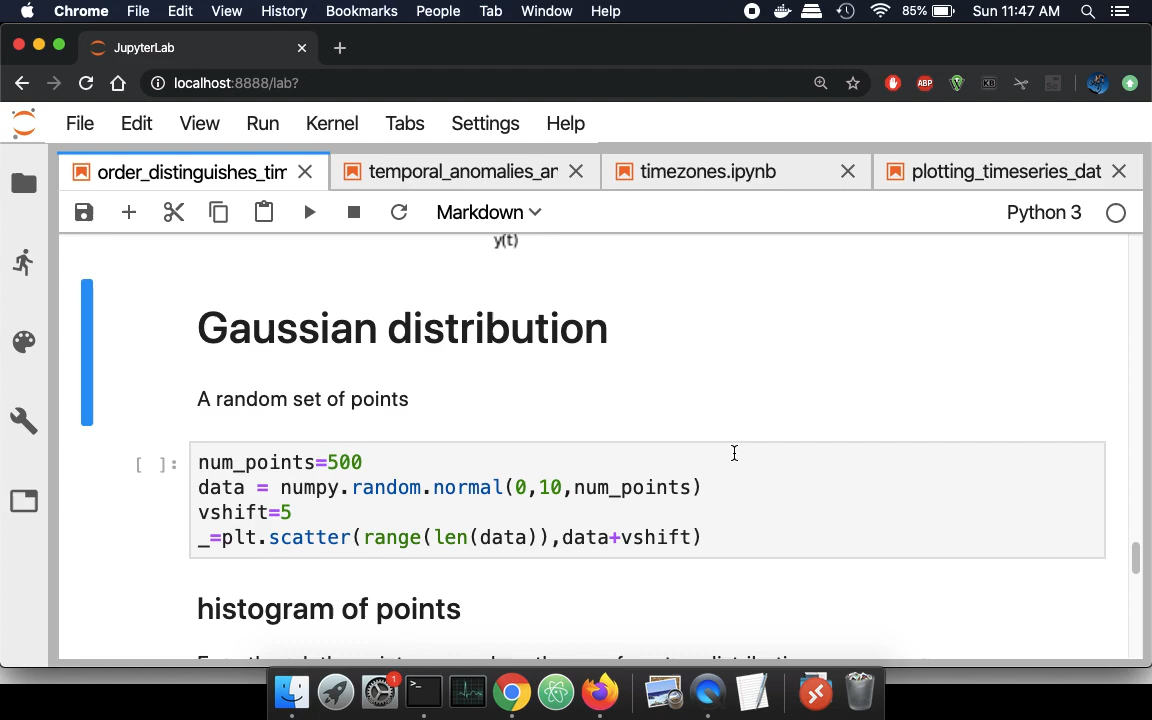 Chrome File Edit View History Bookmarks People Tab Window Help 85% Sun 11:47 AM
JupyterLab
localhost:8888/lab?
ABP
File Edit View Run Kernel Tabs Settings Help
order_distinguishes_tim temporal_anomalies_ar timezones.ipynb plotting_timeseries_dat
Markdown Python 3
y(t)
Gaussian distribution
A random set of points
[ ]: num_points=500
data = numpy.random.normal(0,10,num_points)
vshift=5
_=plt.scatter(range(len(data)),data+vshift)
histogram of points
1